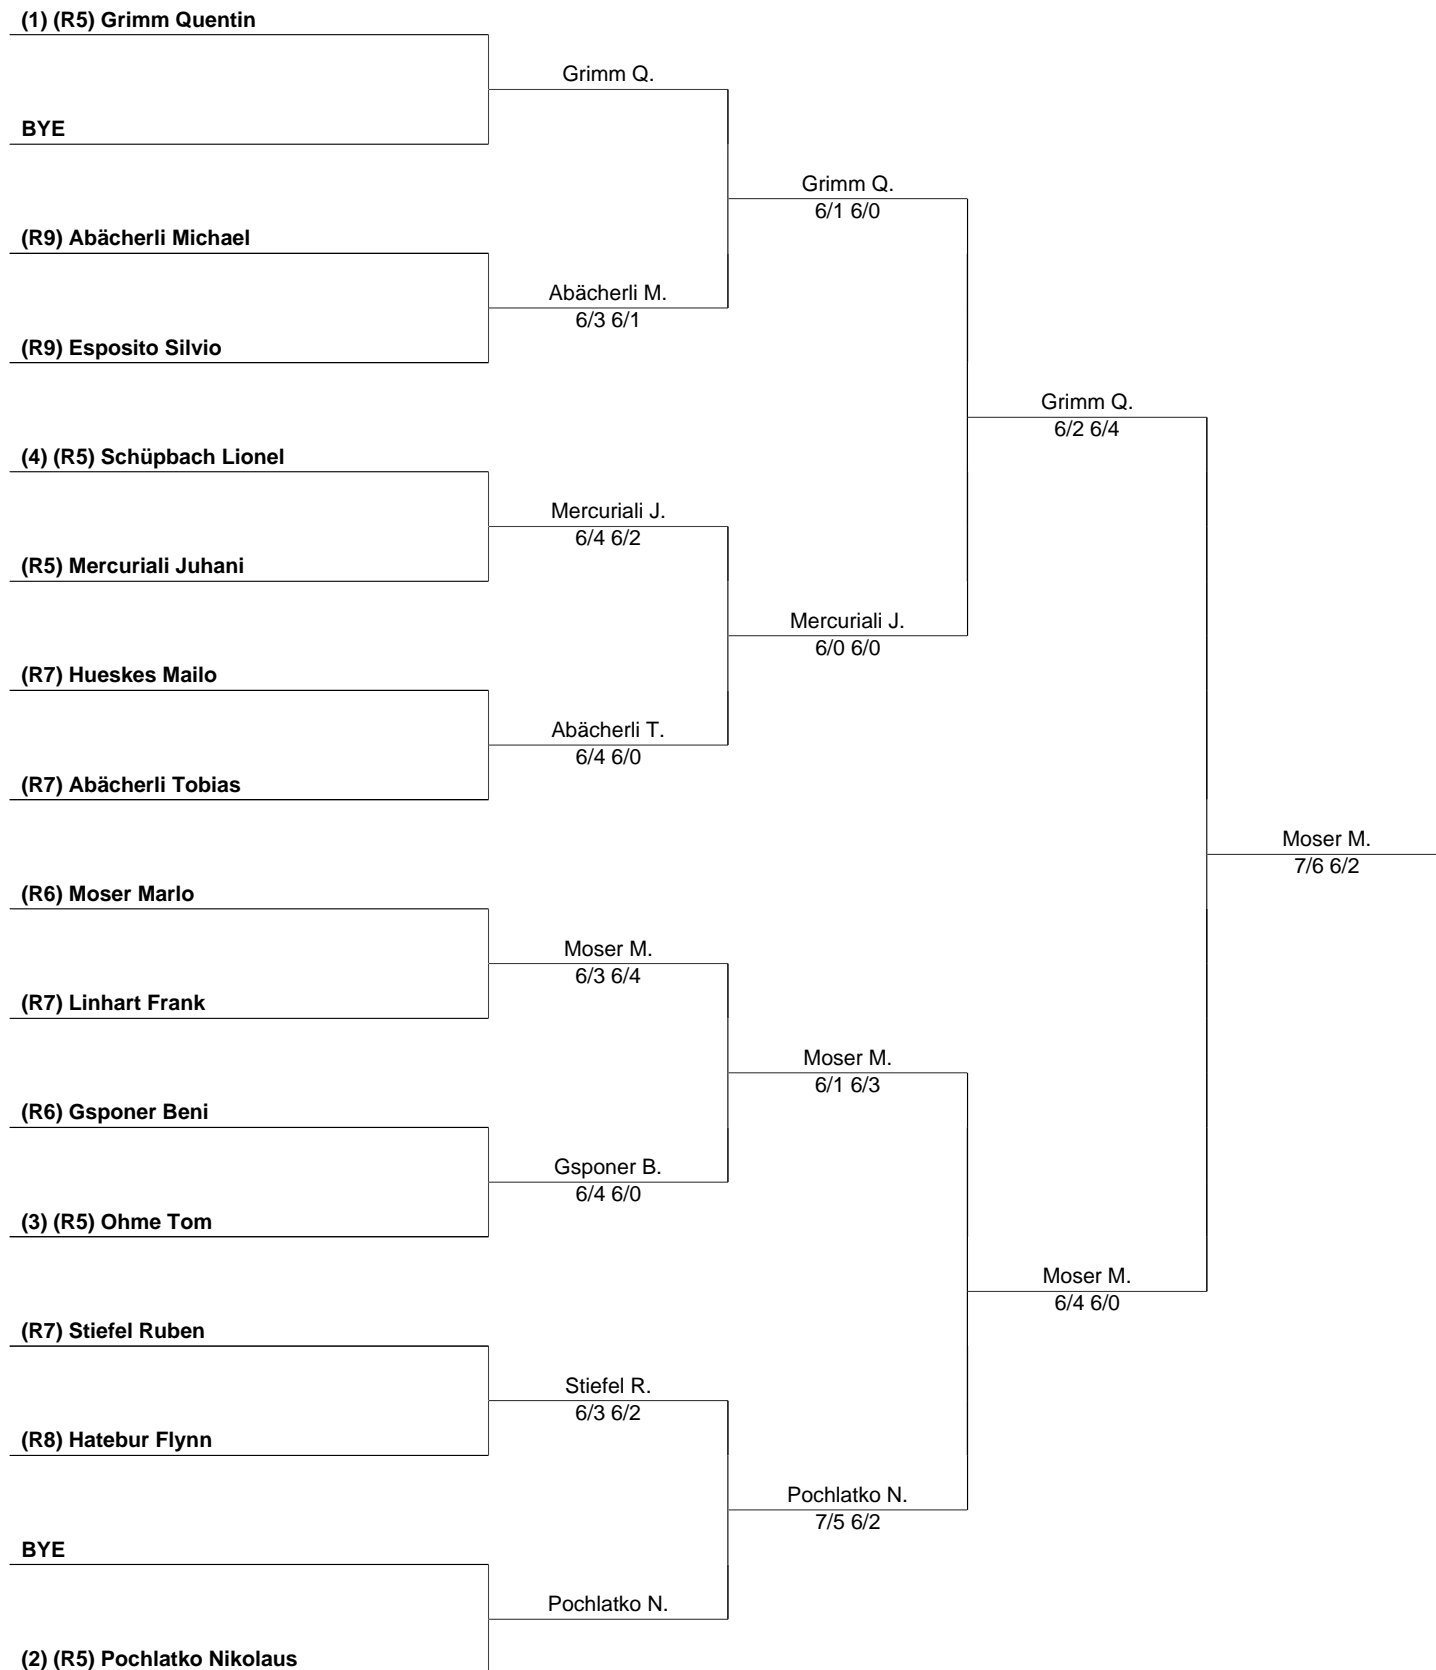 (1) (R5) Grimm Quentin
Grimm Q.
BYE
Grimm Q.
6/1 6/0
(R9) Abächerli Michael
Abächerli M.
6/3 6/1
(R9) Esposito Silvio
Grimm Q.
6/2 6/4
(4) (R5) Schüpbach Lionel
Mercuriali J.
6/4 6/2
(R5) Mercuriali Juhani
Mercuriali J.
6/0 6/0
(R7) Hueskes Mailo
Abächerli T.
6/4 6/0
(R7) Abächerli Tobias
Moser M.
7/6 6/2
(R6) Moser Marlo
Moser M.
6/3 6/4
(R7) Linhart Frank
Moser M.
6/1 6/3
(R6) Gsponer Beni
Gsponer B.
6/4 6/0
(3) (R5) Ohme Tom
Moser M.
6/4 6/0
(R7) Stiefel Ruben
Stiefel R.
6/3 6/2
(R8) Hatebur Flynn
Pochlatko N.
7/5 6/2
BYE
Pochlatko N.
(2) (R5) Pochlatko Nikolaus